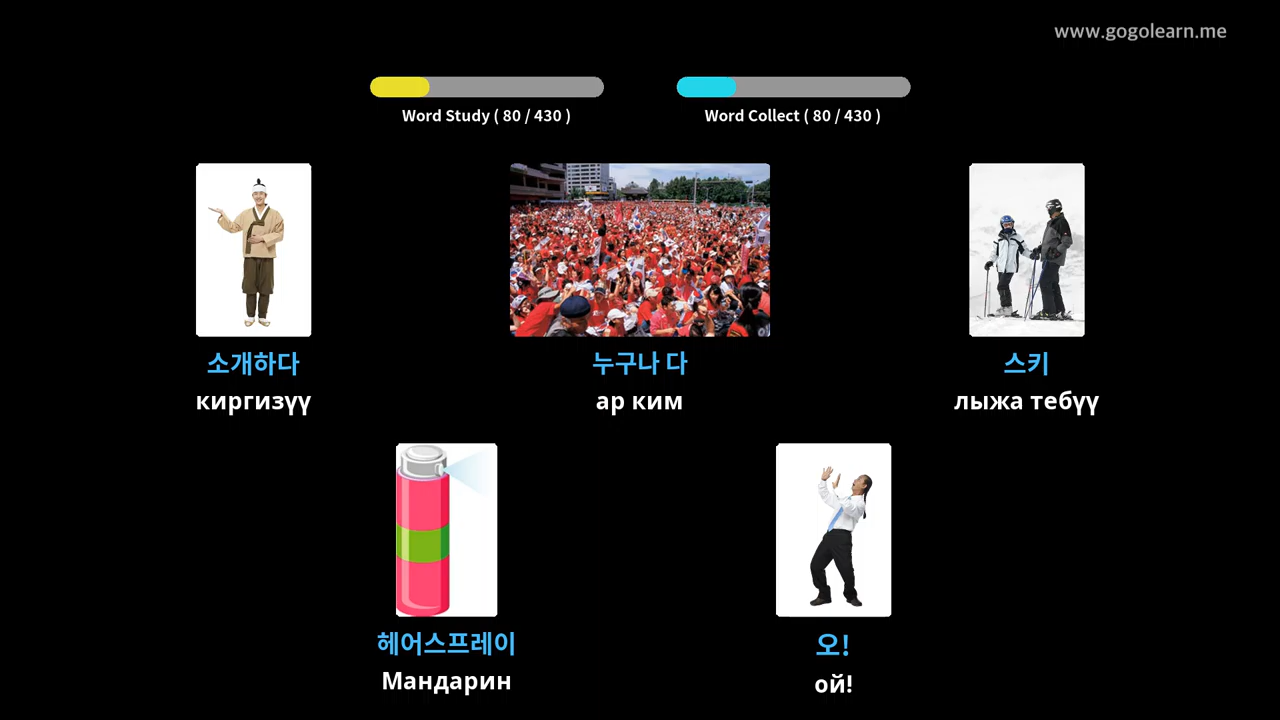 www.gogolearn.me
Word Study ( 80 / 430 )
Word Collect ( 80 / 430 )
소개하다
киргизүү
누구나 다
ар ким
스키
лыжа тебүү
헤어스프레이
Мандарин
오!
ой!